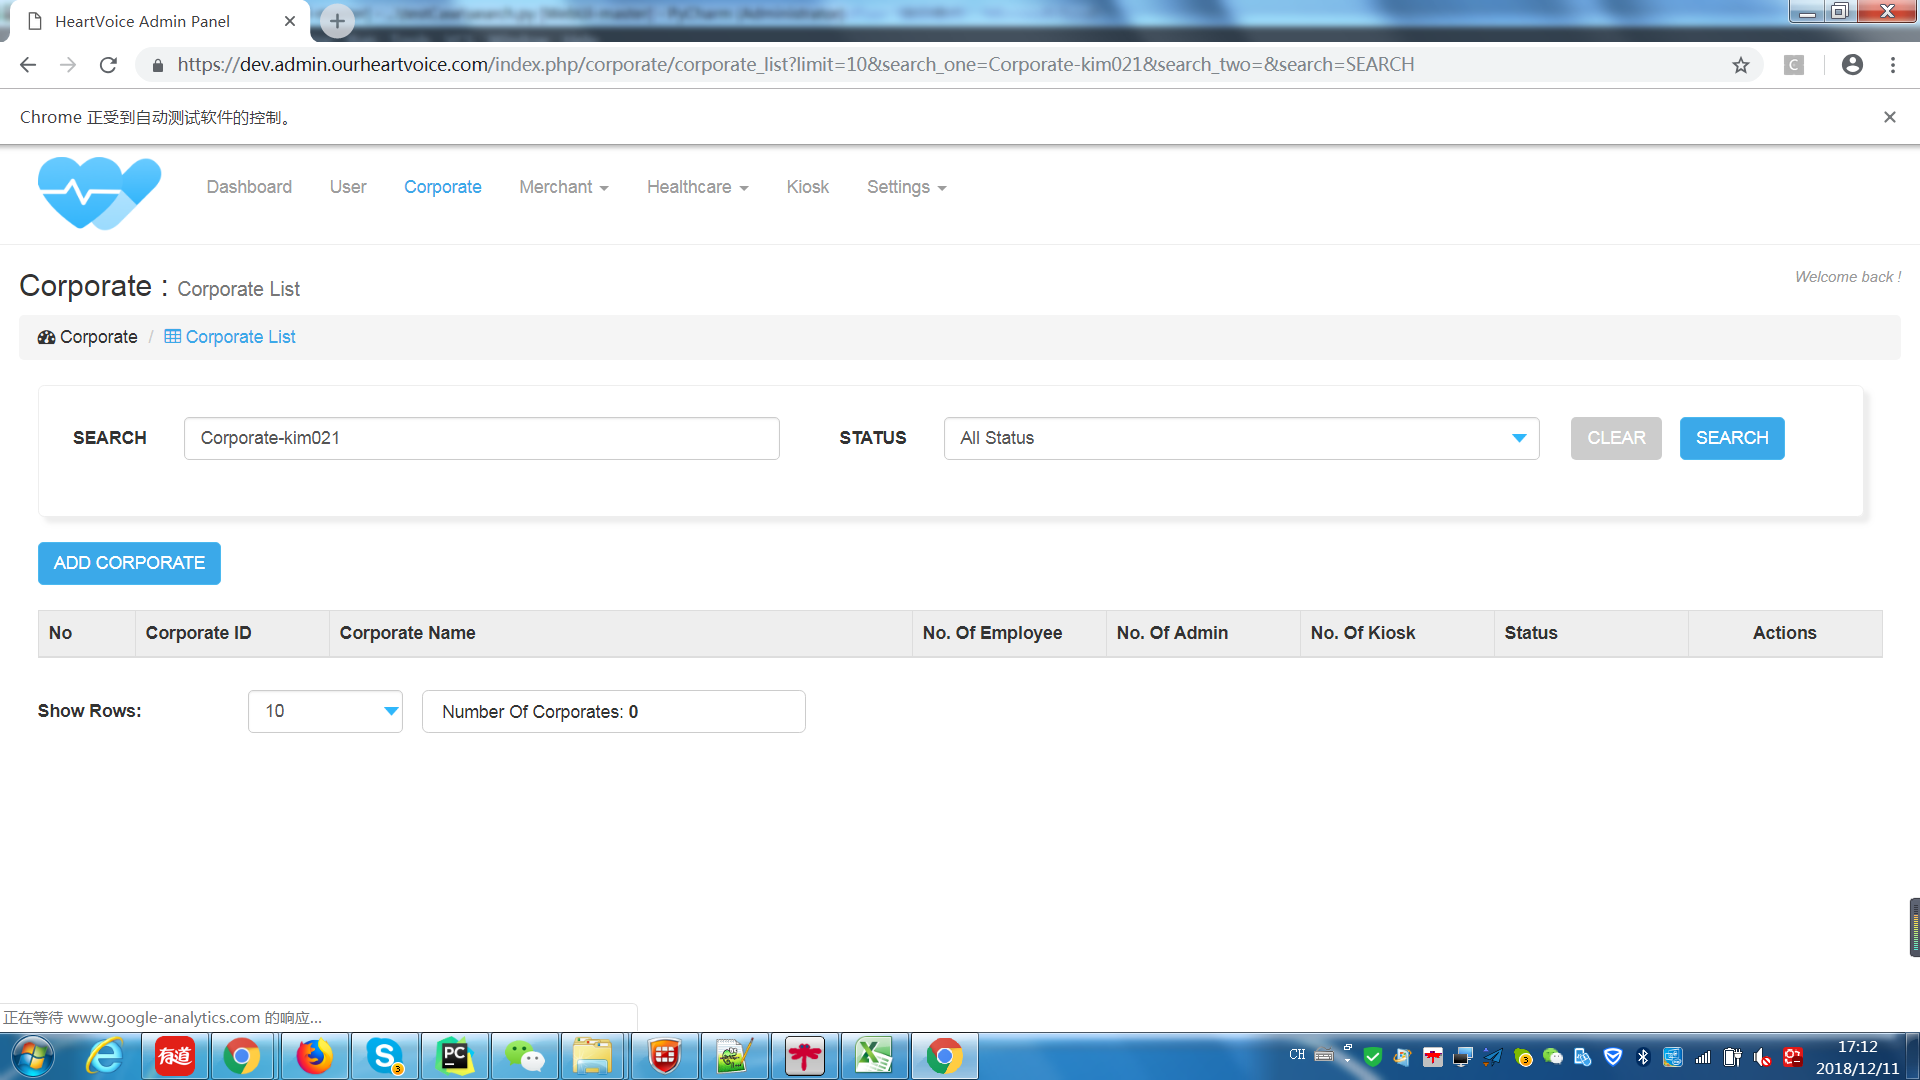 HeartVoice Admin Panel
https://dev.admin.ourheartvoice.com/index.php/corporate/corporate_list?limit=10&search_one=Corporate-kim021&search_two=&search=SEARCH
C
Chrome 正受到自动测试软件的控制。
Dashboard User Corporate Merchant Healthcare Kiosk Settings
Corporate : Corporate List
Welcome back !
Corporate / Corporate List
SEARCH Corporate-kim021 STATUS All Status CLEAR SEARCH
ADD CORPORATE
No Corporate ID Corporate Name No. Of Employee No. Of Admin No. Of Kiosk Status Actions
Show Rows: 10 Number Of Corporates: 0
正在等待 www.google-analytics.com 的响应...
有道
S 3
PC
CH
3
17:12
2018/12/11